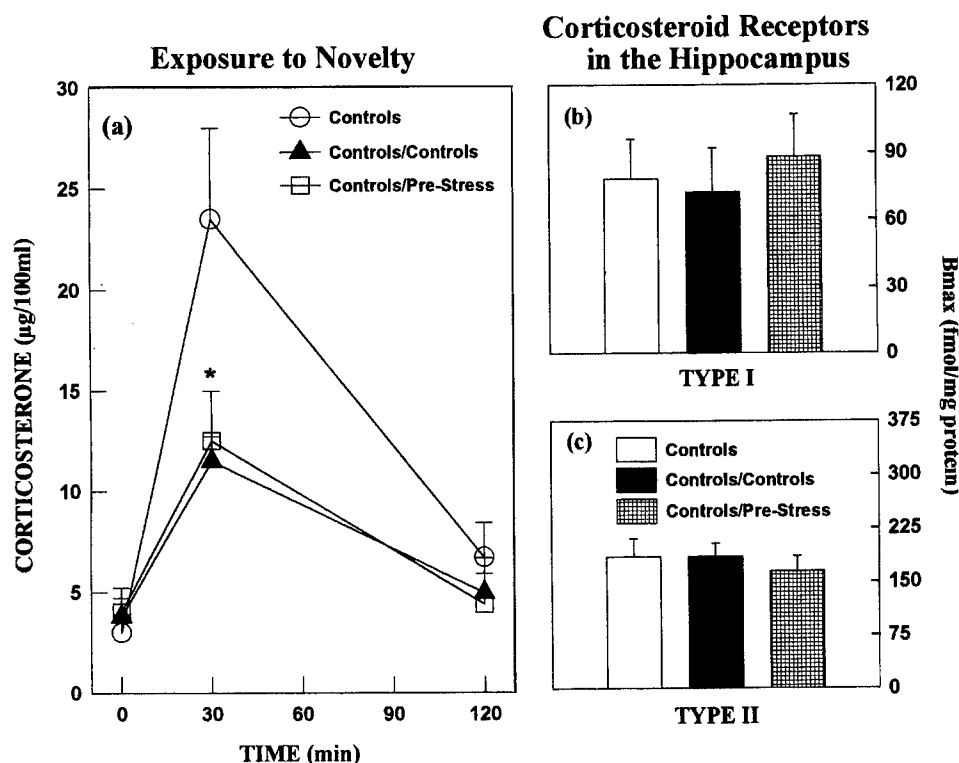 Exposure to Novelty
Corticosteroid Receptors
in the Hippocampus
(a)
Controls
Controls/Controls
Controls/Pre-Stress
*
30
25
20
15
10
5
0
CORTICOSTERONE (µg/100ml)
0 30 60 90 120
TIME (min)
(b)
120
90
60
30
0
TYPE I
Bmax (fmol/mg protein)
(c)
Controls
Controls/Controls
Controls/Pre-Stress
375
300
225
150
75
0
TYPE II